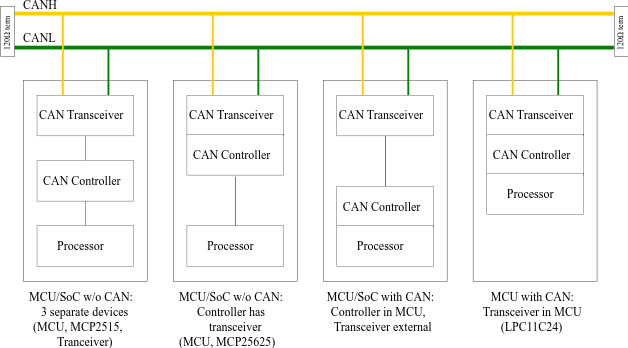 CANH
120Ω term
120Ω term
CANL
CAN Transceiver
CAN Controller
Processor
MCU/SoC w/o CAN:
3 separate devices
(MCU, MCP2515,
Tranceiver)
CAN Transceiver
CAN Controller
Processor
MCU/SoC w/o CAN:
Controller has
transceiver
(MCU, MCP25625)
CAN Transceiver
CAN Controller
Processor
MCU/SoC with CAN:
Controller in MCU,
Transceiver external
CAN Transceiver
CAN Controller
Processor
MCU with CAN:
Transceiver in MCU
(LPC11C24)